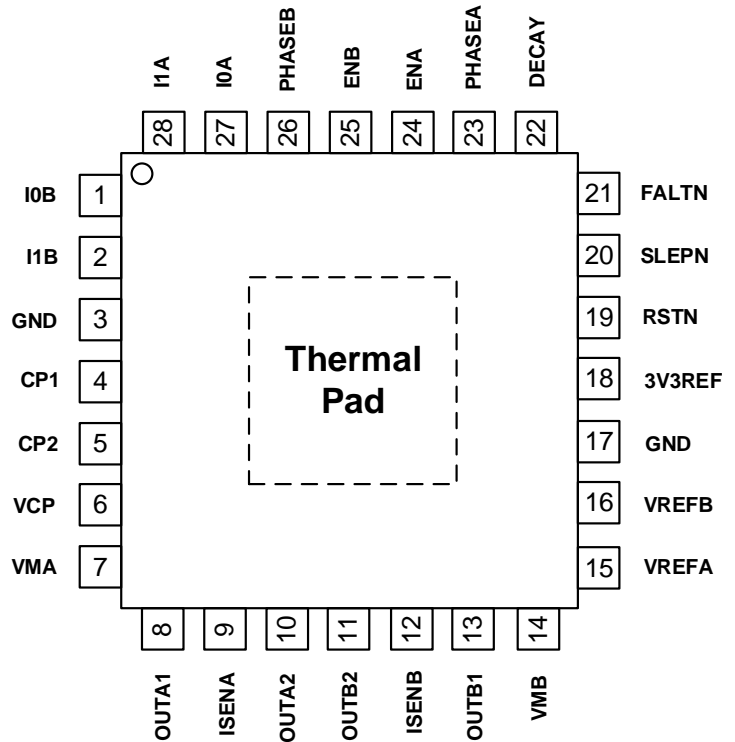 I1A
I0A
PHASEB
ENB
ENA
PHASEA
DECAY
28
27
26
25
24
23
22
I0B 1
I1B 2
GND 3
CP1 4
CP2 5
VCP 6
VMA 7
Thermal
Pad
21 FALTN
20 SLEPN
19 RSTN
18 3V3REF
17 GND
16 VREFB
15 VREFA
8
9
10
11
12
13
14
OUTA1
ISENA
OUTA2
OUTB2
ISENB
OUTB1
VMB